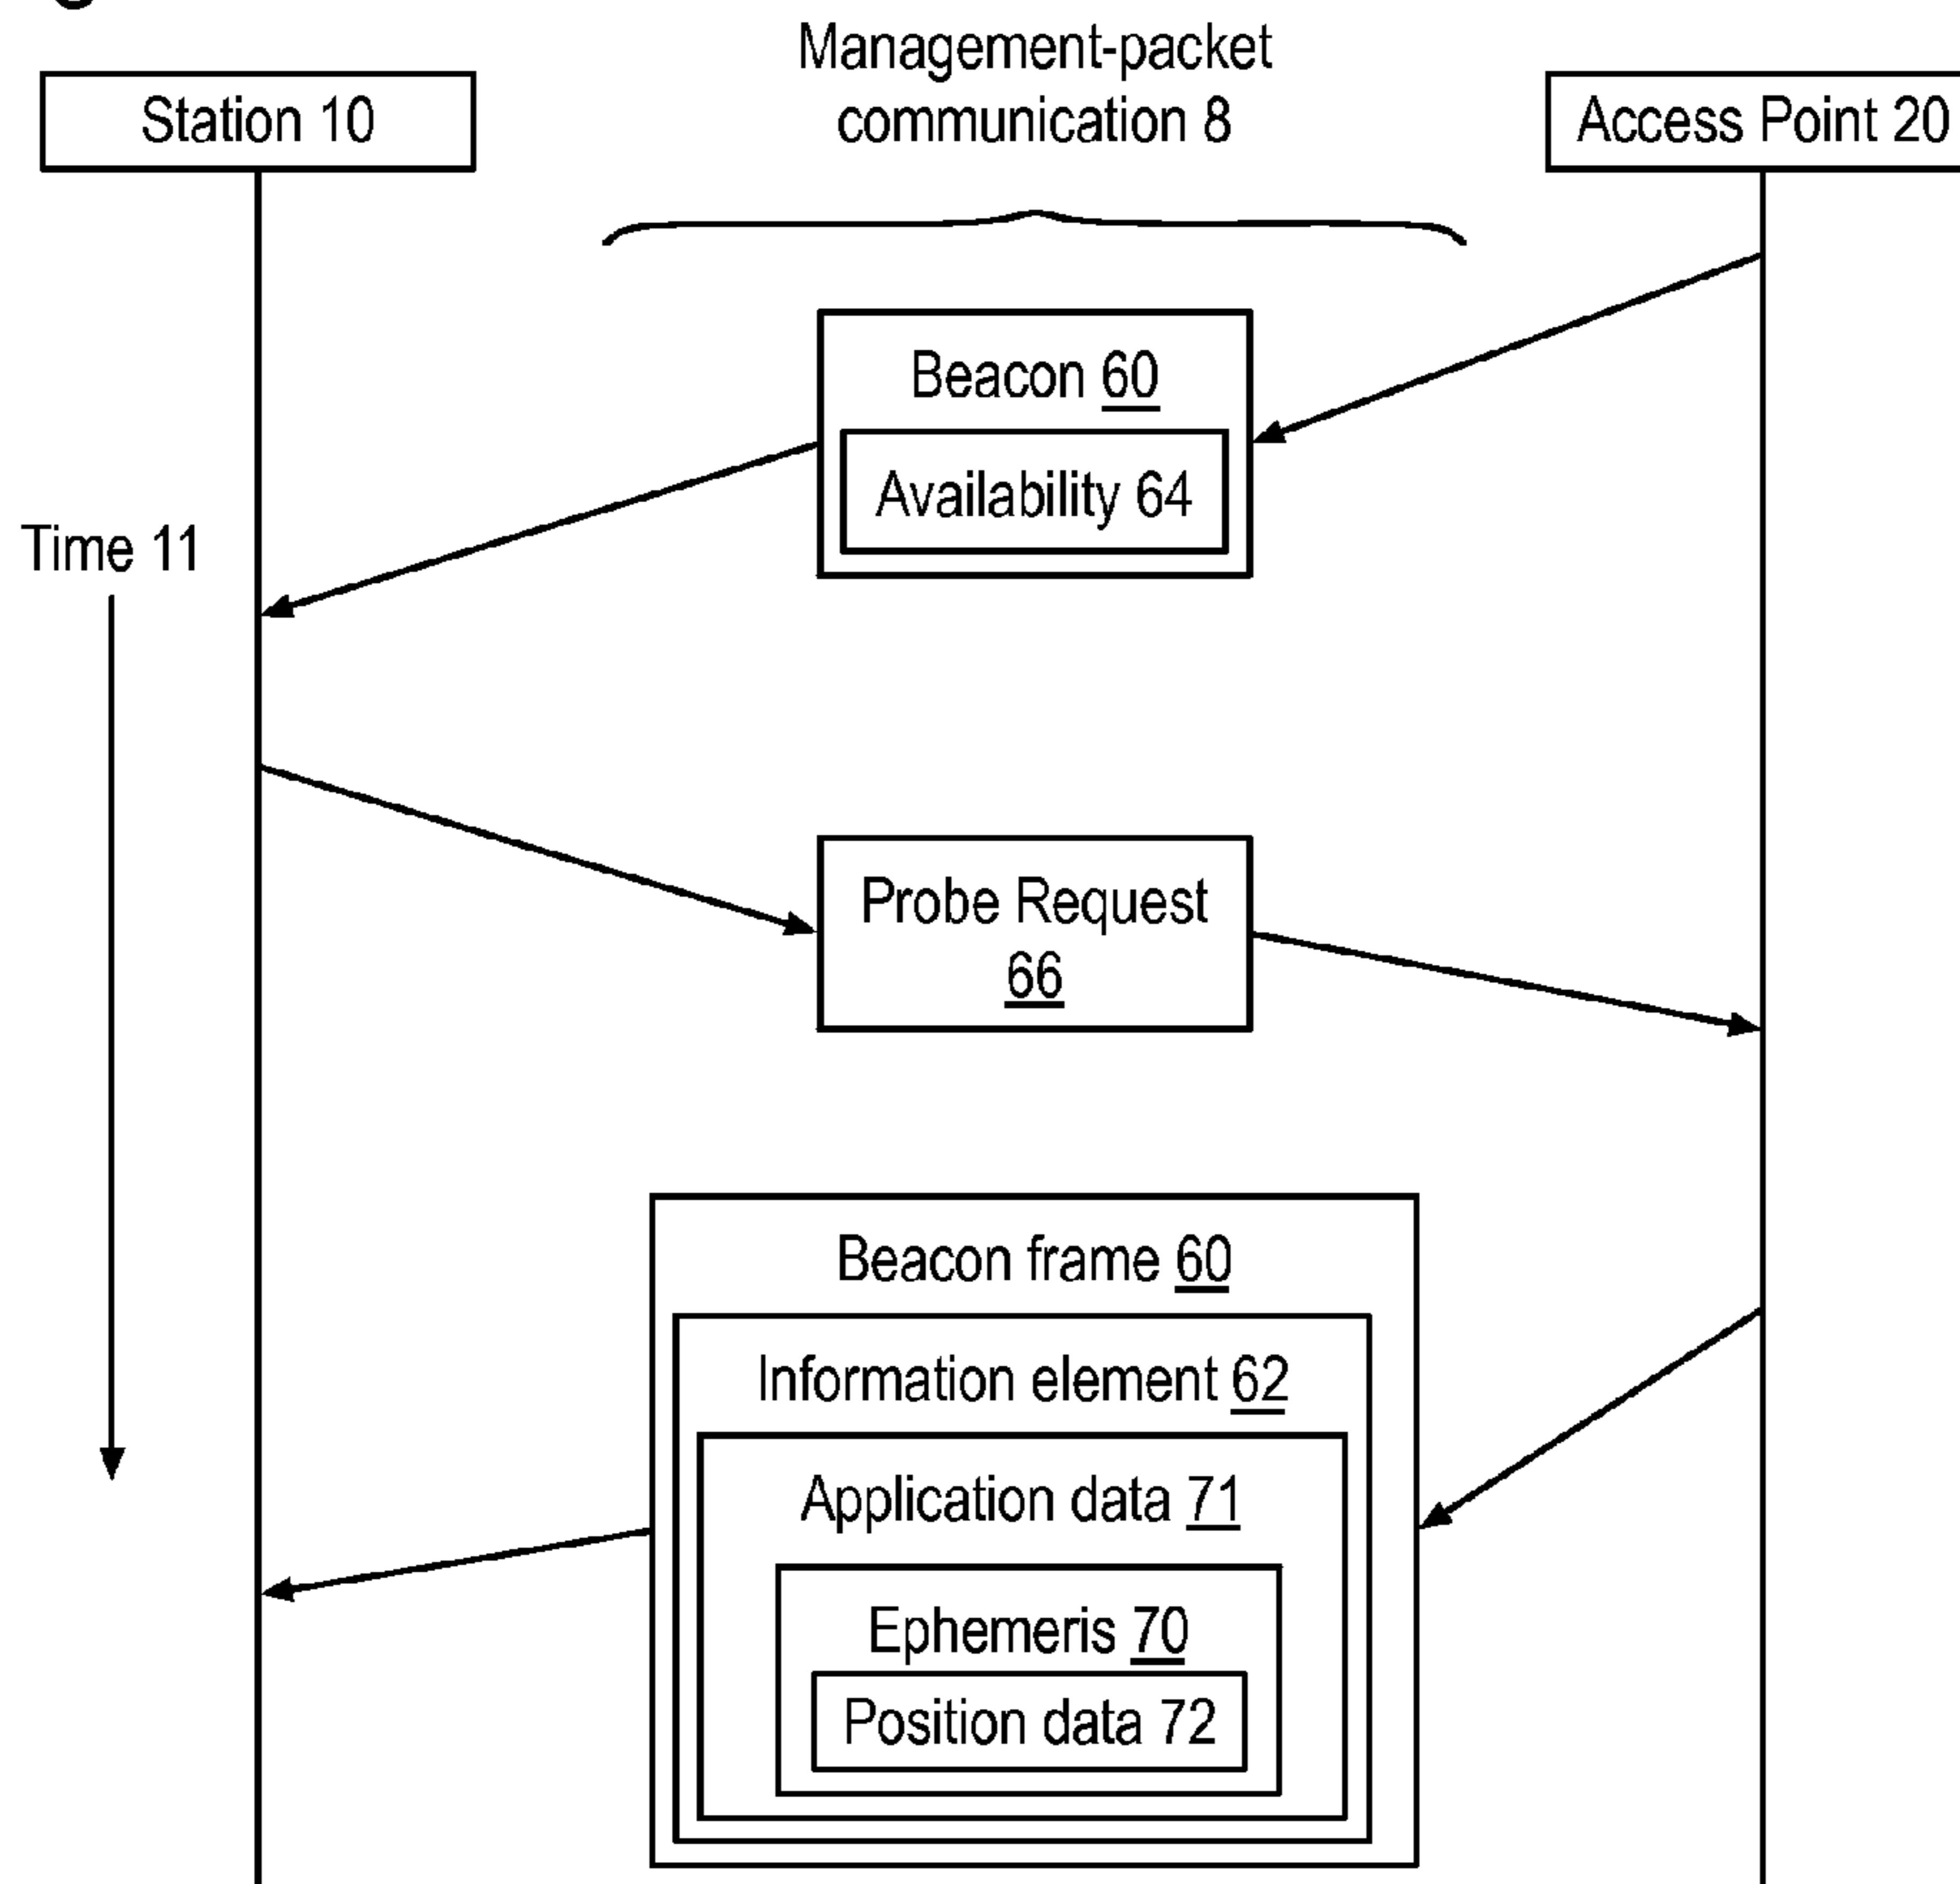 Management-packet
communication 8
Station 10
Access Point 20
Beacon 60
Availability 64
Time 11
Probe Request
66
Beacon frame 60
Information element 62
Application data 71
Ephemeris 70
Position data 72